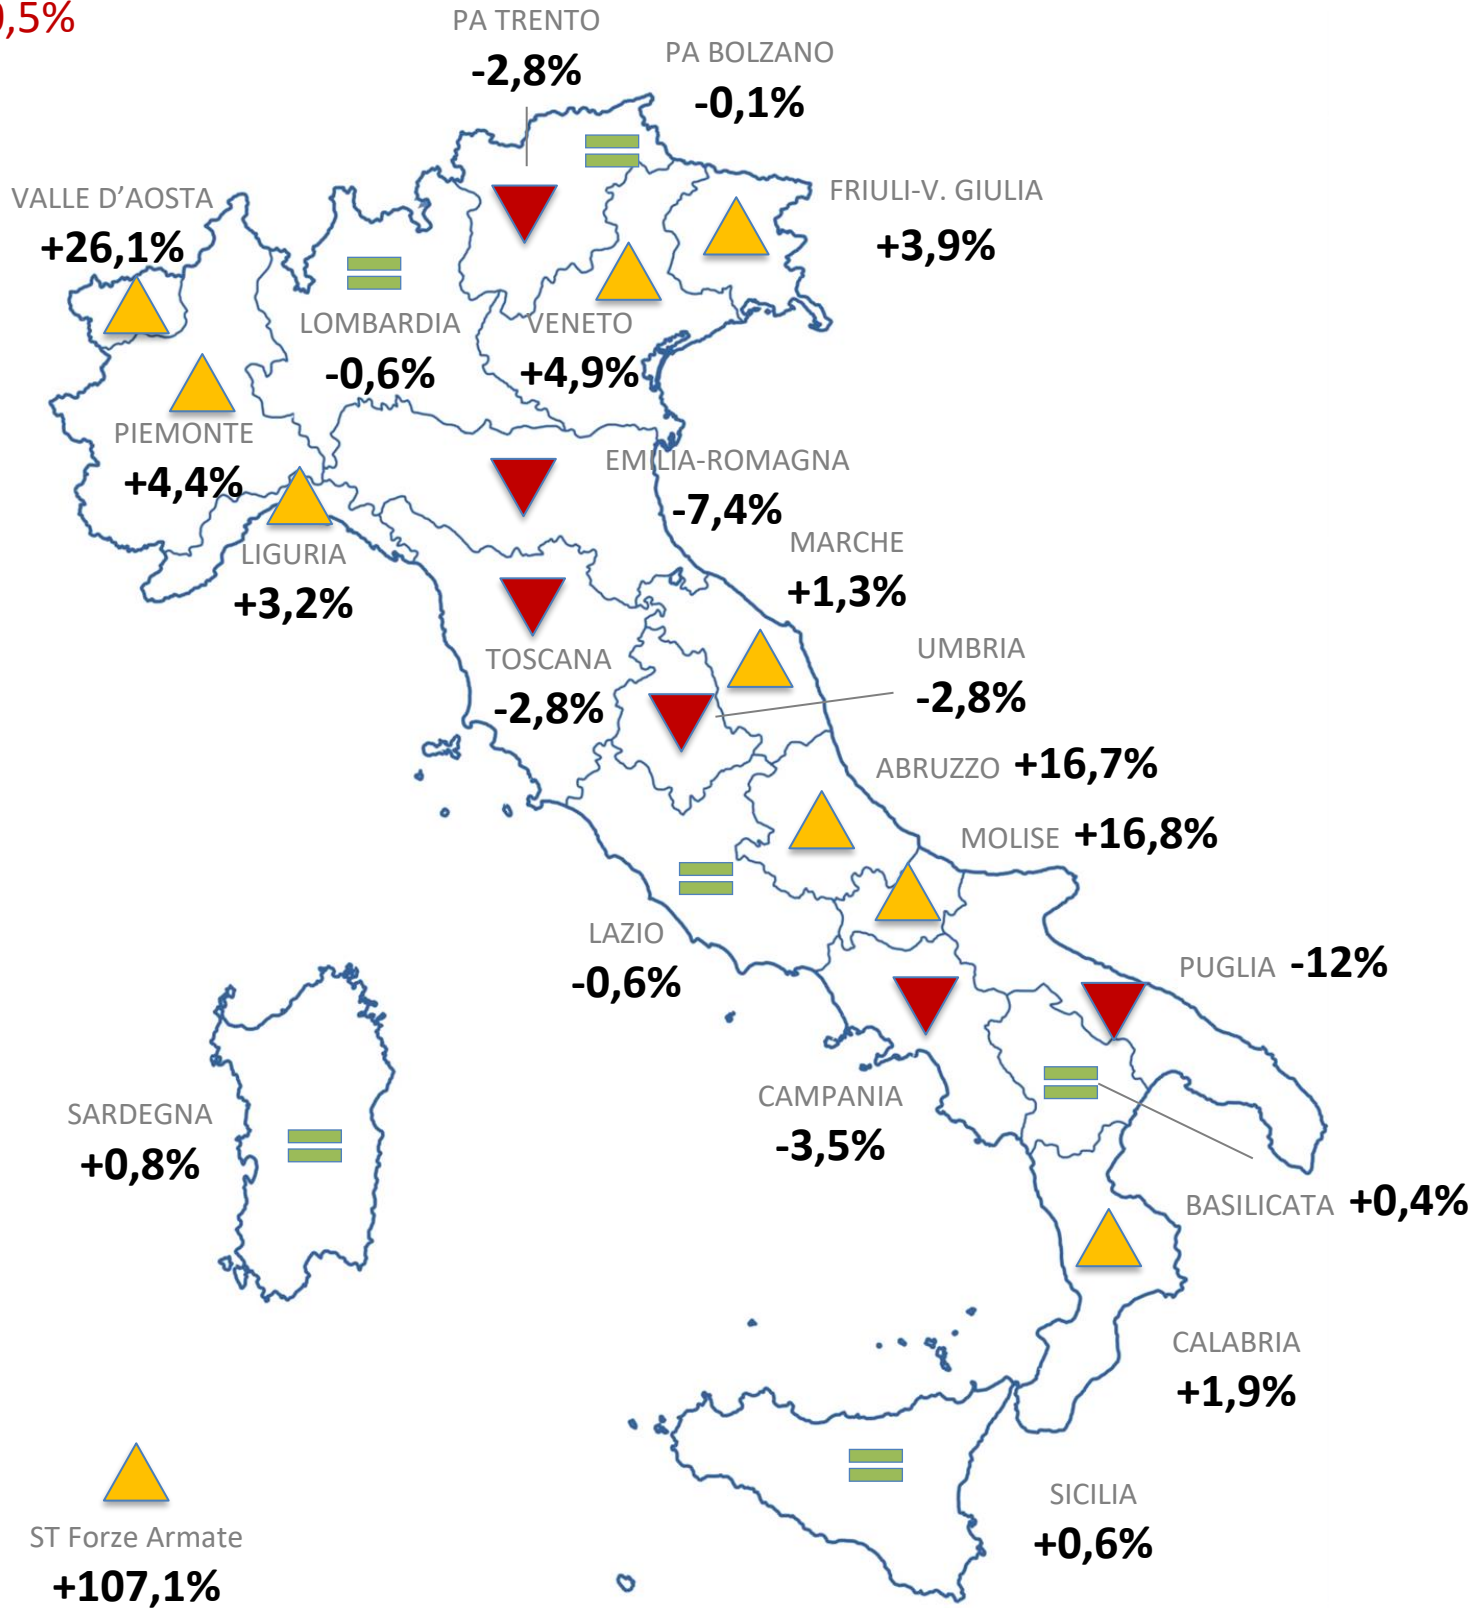 ,5%
PA TRENTO
-2,8%
PA BOLZANO
-0,1%
VALLE D’AOSTA
+26,1%
FRIULI-V. GIULIA
+3,9%
LOMBARDIA
-0,6%
VENETO
+4,9%
PIEMONTE
+4,4%
EMILIA-ROMAGNA
-7,4%
LIGURIA
+3,2%
MARCHE
+1,3%
TOSCANA
-2,8%
UMBRIA
-2,8%
ABRUZZO +16,7%
MOLISE +16,8%
LAZIO
-0,6%
PUGLIA -12%
CAMPANIA
-3,5%
SARDEGNA
+0,8%
BASILICATA +0,4%
CALABRIA
+1,9%
SICILIA
+0,6%
ST Forze Armate
+107,1%